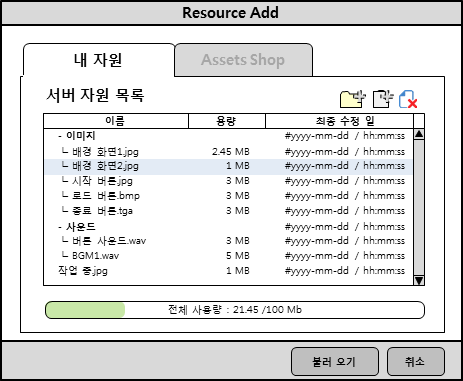 Resource Add
내 자원 Assets Shop
서버 자원 목록
이름 용량 최종 수정 일
- 이미지 #yyyy-mm-dd / hh:mm:ss
└ 배경 화면1.jpg 2.45 MB #yyyy-mm-dd / hh:mm:ss
└ 배경 화면2.jpg 1 MB #yyyy-mm-dd / hh:mm:ss
└ 시작 버튼.jpg 3 MB #yyyy-mm-dd / hh:mm:ss
└ 로드 버튼.bmp 3 MB #yyyy-mm-dd / hh:mm:ss
└ 종료 버튼.tga 3 MB #yyyy-mm-dd / hh:mm:ss
- 사운드 #yyyy-mm-dd / hh:mm:ss
└ 버튼 사운드.wav 3 MB #yyyy-mm-dd / hh:mm:ss
└ BGM1.wav 5 MB #yyyy-mm-dd / hh:mm:ss
작업 중.jpg 1 MB #yyyy-mm-dd / hh:mm:ss
전체 사용량 : 21.45 /100 Mb
불러 오기 취소